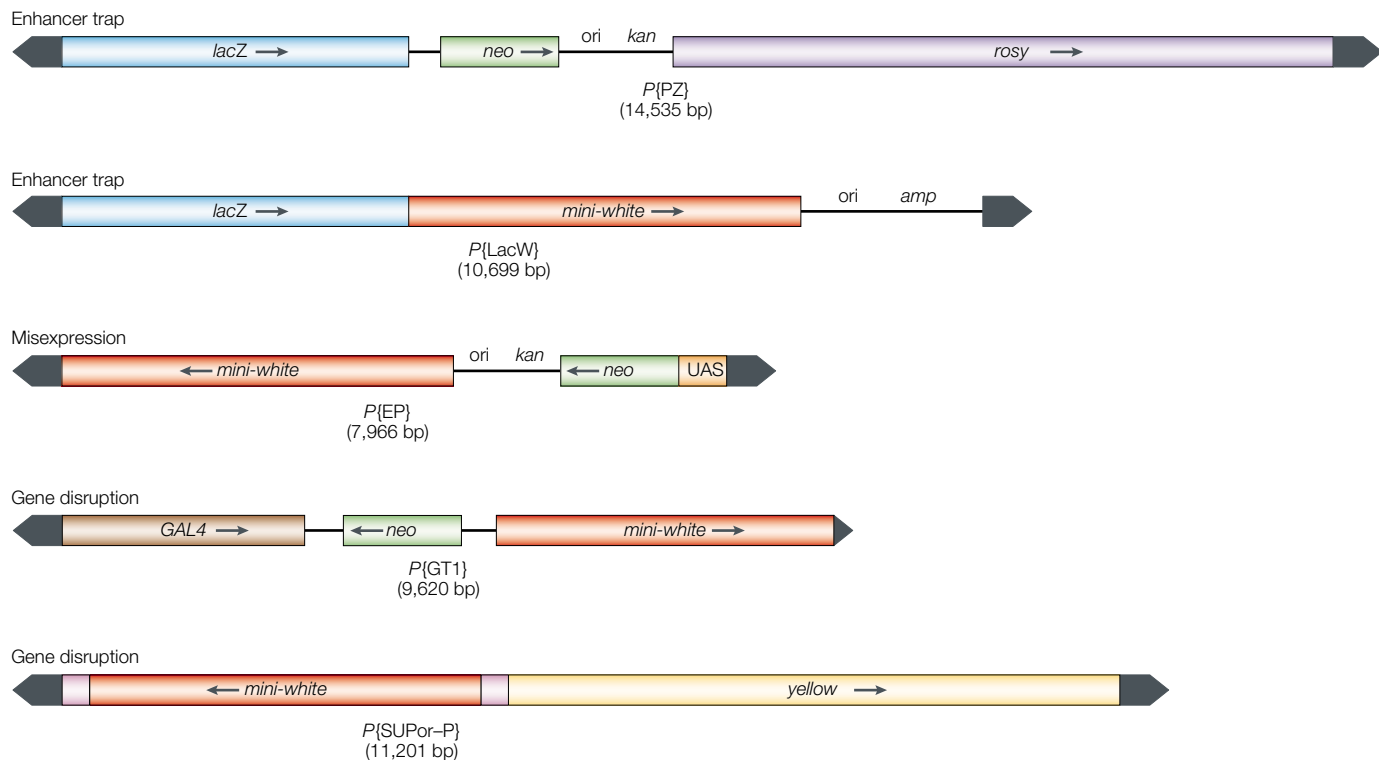 Enhancer trap
lacZ neo ori kan rosy
P{PZ}
(14,535 bp)
Enhancer trap
lacZ mini-white ori amp
P{LacW}
(10,699 bp)
Misexpression
mini-white ori kan neo UAS
P{EP}
(7,966 bp)
Gene disruption
GAL4 neo mini-white
P{GT1}
(9,620 bp)
Gene disruption
mini-white yellow
P{SUPor–P}
(11,201 bp)